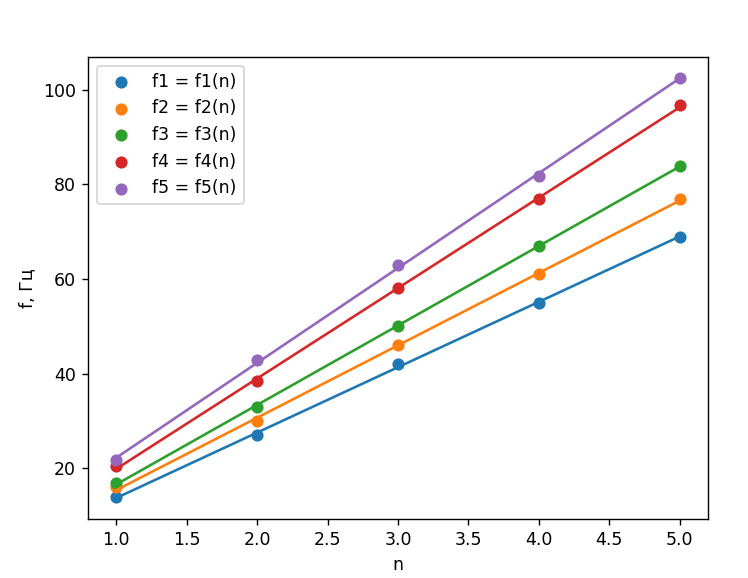 f1 = f1(n)
f2 = f2(n)
f3 = f3(n)
f4 = f4(n)
f5 = f5(n)
100
80
60
40
20
f, Гц
1.0 1.5 2.0 2.5 3.0 3.5 4.0 4.5 5.0
n